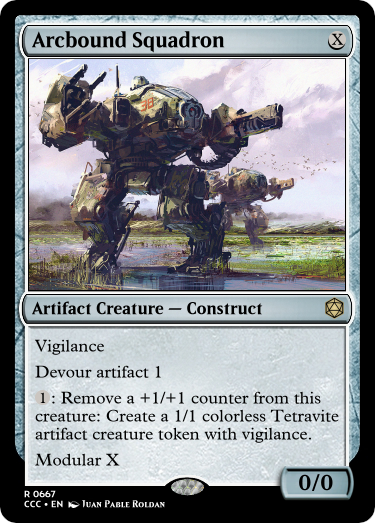 Arcbound Squadron X
38
Artifact Creature — Construct
Vigilance
Devour artifact 1
1: Remove a +1/+1 counter from this
creature: Create a 1/1 colorless Tetravite
artifact creature token with vigilance.
Modular X
0/0
R 0667
CCC • EN Juan Pable Roldan